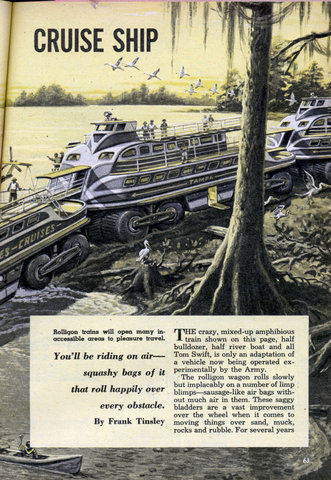 CRUISE SHIP
TAMPA
ES-CRUISES
Rolligon trains will open many in-
accessible areas to pleasure travel.
You'll be riding on air—
squashy bags of it
that roll happily over
every obstacle.
By Frank Tinsley
THE crazy, mixed-up amphibious
train shown on this page, half
bulldozer, half river boat and all
Tom Swift, is only an adaptation of
a vehicle now being operated ex-
perimentally by the Army.
The rolligon wagon rolls slowly
but implacably on a number of limp
blimps—sausage-like air bags with-
out much air in them. These saggy
bladders are a vast improvement
over the wheel when it comes to
moving things over sand, muck,
rocks and rubble. For several years
63